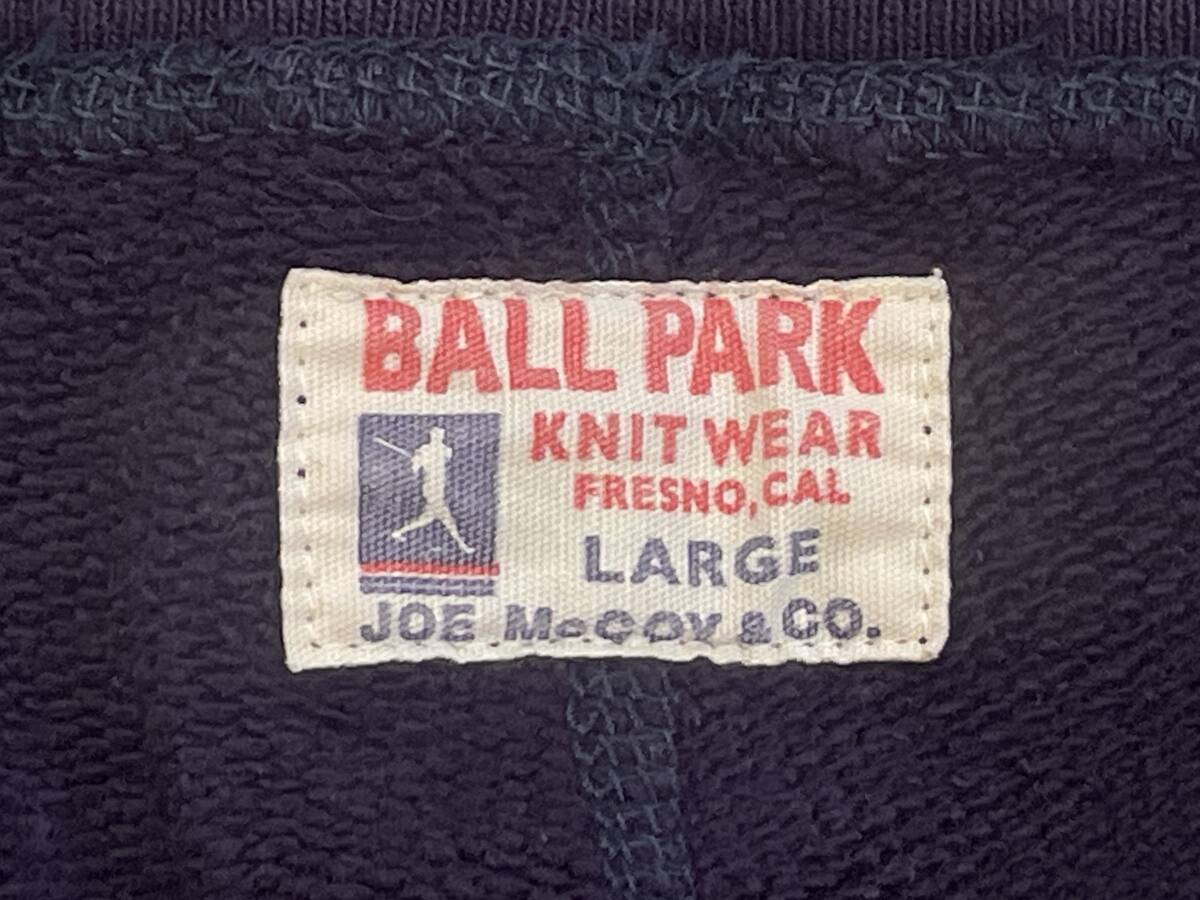 BALL PARK
KNIT WEAR
FRESNO, CAL
LARGE
JOE McCOY & CO.